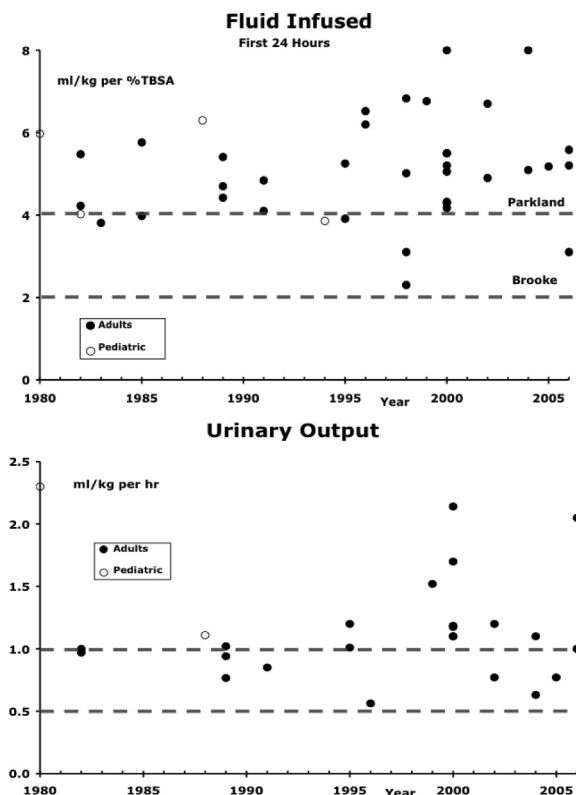 Fluid Infused
First 24 Hours
8
ml/kg per %TBSA
6
Parkland
4
Brooke
2
Adults
Pediatric
0
1980 1985 1990 1995 Year 2000 2005
Urinary Output
2.5
ml/kg per hr
2.0
Adults
Pediatric
1.5
1.0
0.5
0.0
1980 1985 1990 1995 Year 2000 2005